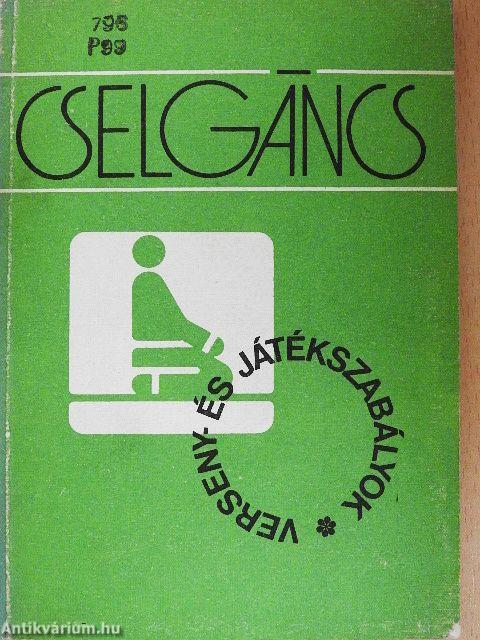 796
P99
CSELGÁNCS
VERSENY- ÉS JÁTÉKSZABÁLYOK *
Antikvárium.hu